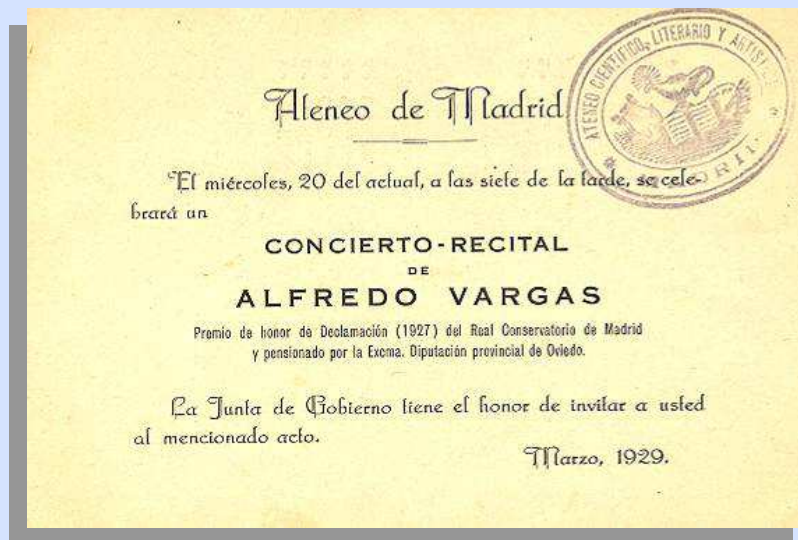 Ateneo de Madrid
ATENEO CIENTÍFICO, LITERARIO Y ARTÍSTICO
MADRID
El miércoles, 20 del actual, a las siete de la tarde, se cele-
brará un
CONCIERTO-RECITAL
DE
ALFREDO VARGAS
Premio de honor de Declamación (1927) del Real Conservatorio de Madrid
y pensionado por la Excma. Diputación provincial de Oviedo.
La Junta de Gobierno tiene el honor de invitar a usted
al mencionado acto.
Marzo, 1929.